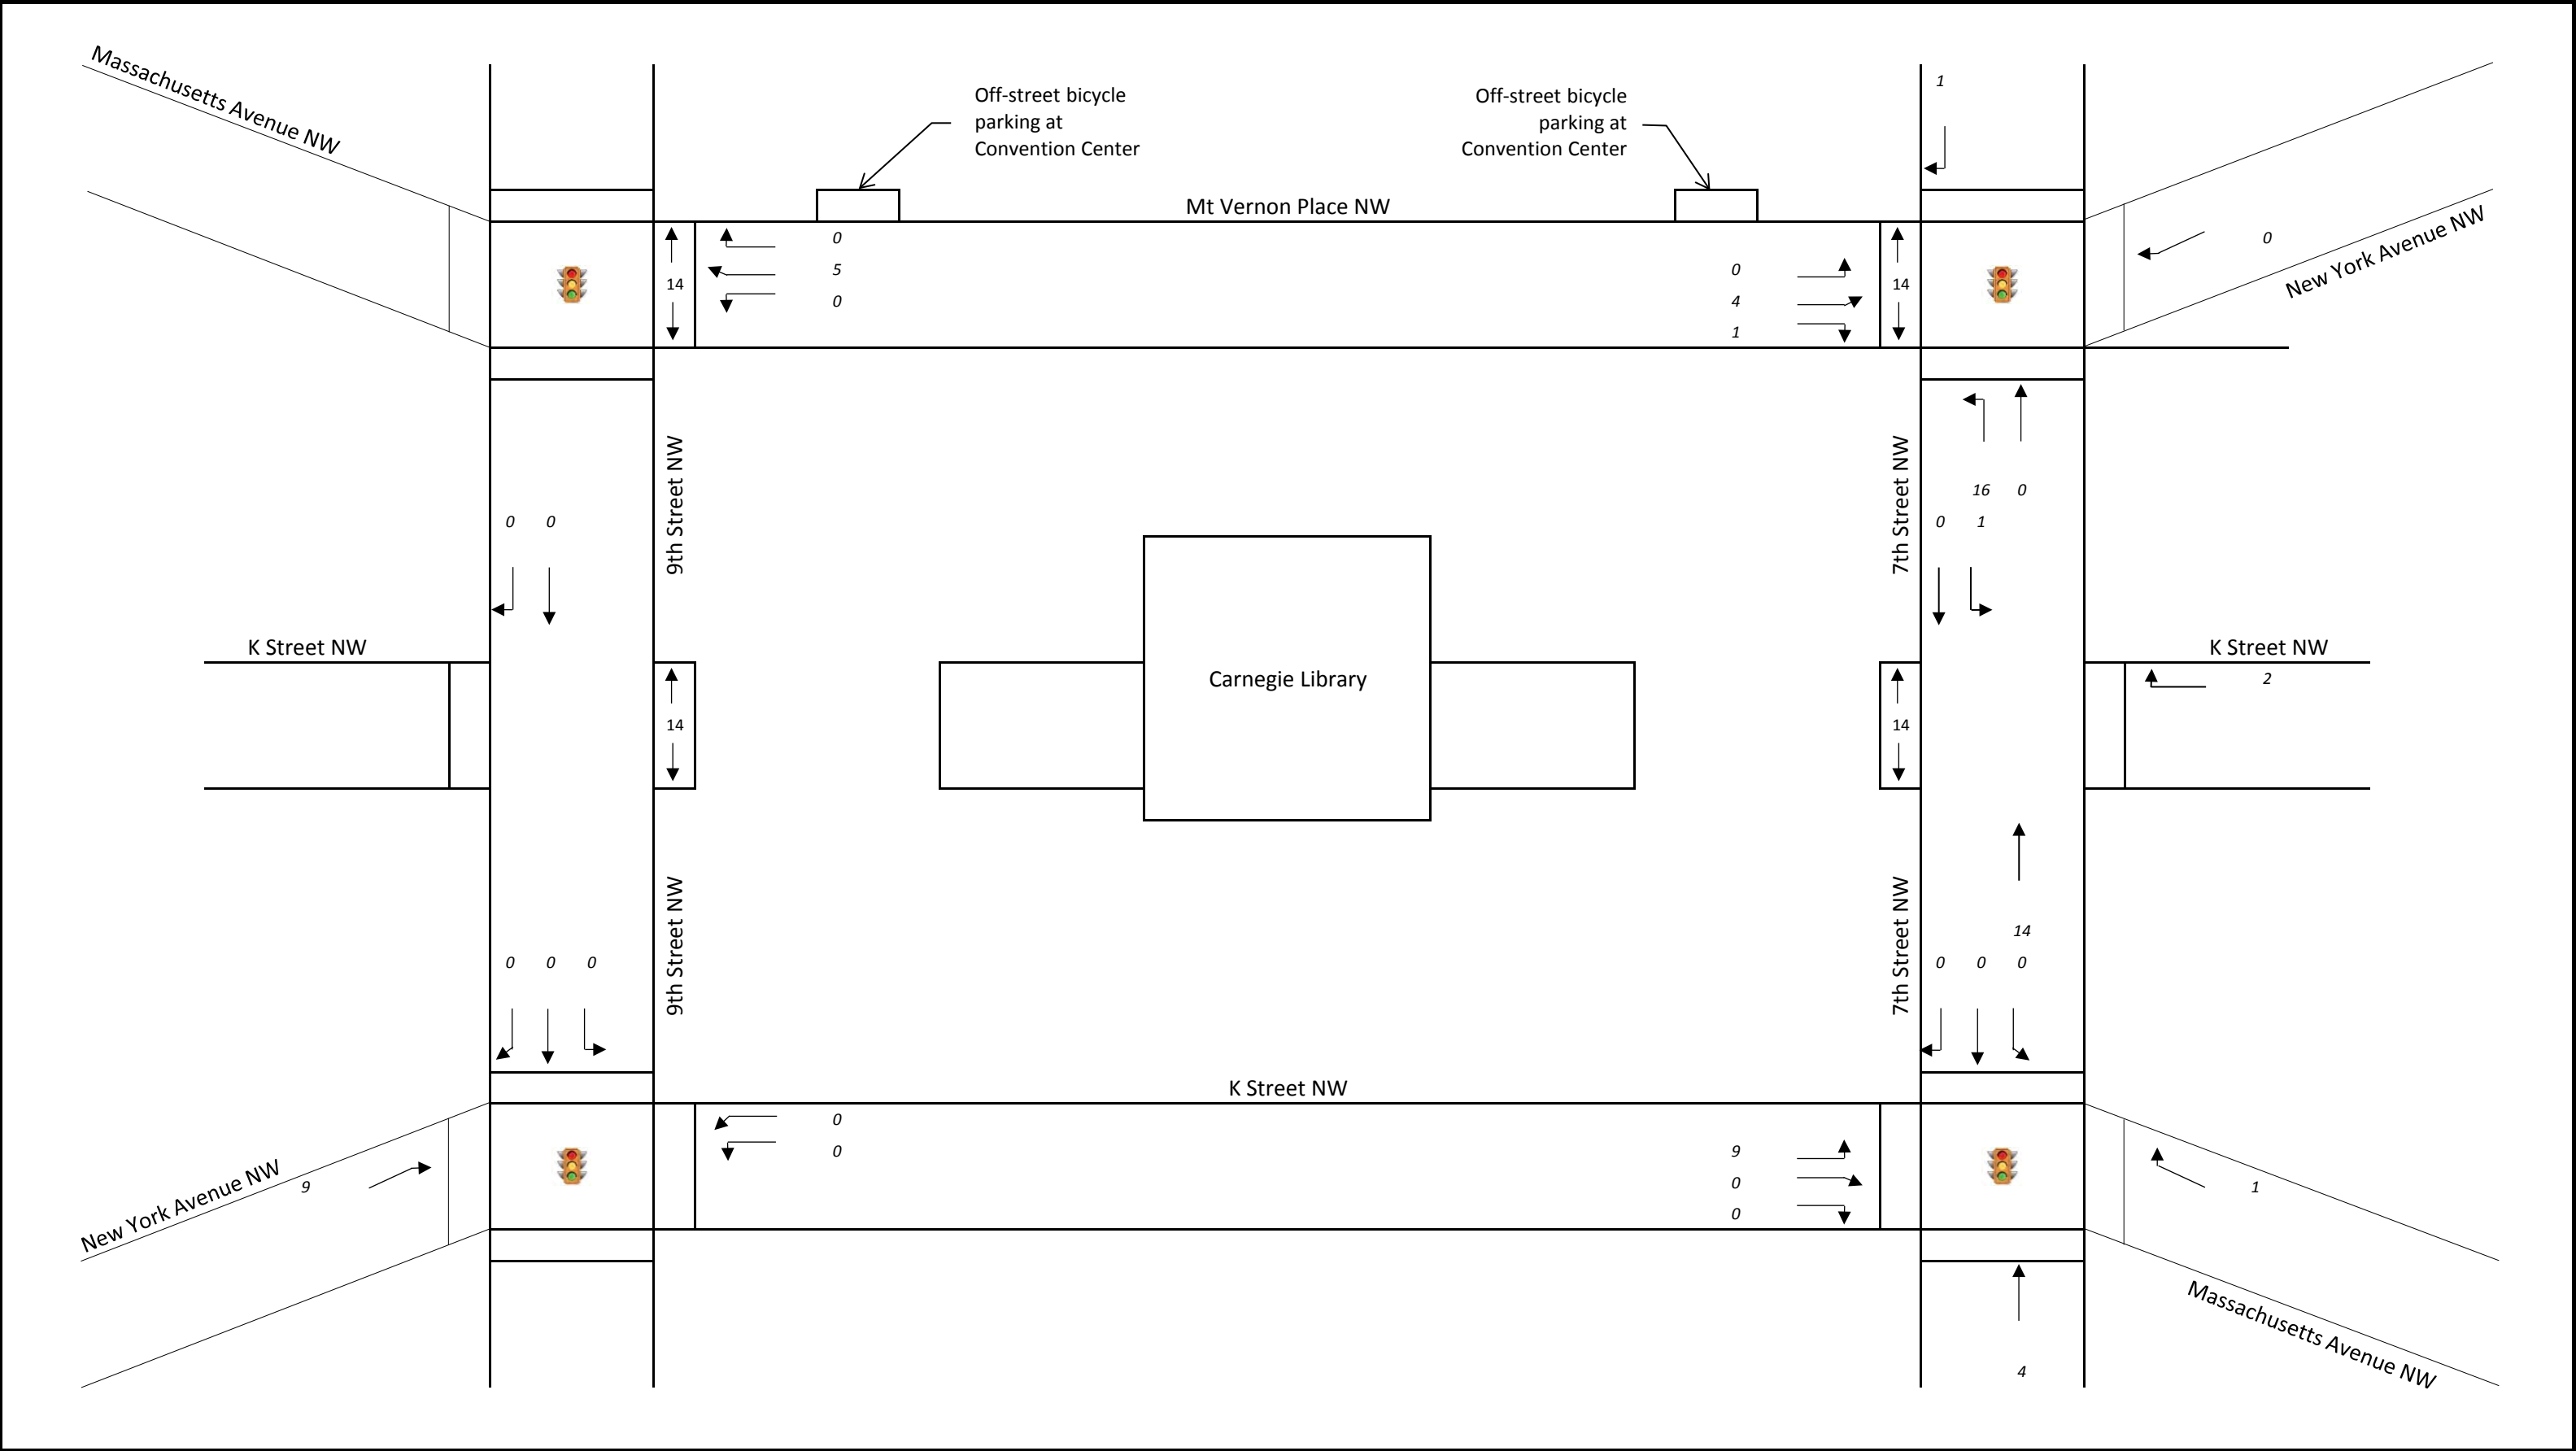 Massachusetts Avenue NW
Off-street bicycle
parking at
Convention Center
Off-street bicycle
parking at
Convention Center
1
Mt Vernon Place NW
New York Avenue NW
0
0
14
5
0
0
4
1
14
9th Street NW
7th Street NW
16 0
0 0
0 1
K Street NW
K Street NW
Carnegie Library
2
14
14
9th Street NW
7th Street NW
14
0 0 0
0 0 0
K Street NW
0
0
9
0
0
New York Avenue NW
9
1
Massachusetts Avenue NW
4